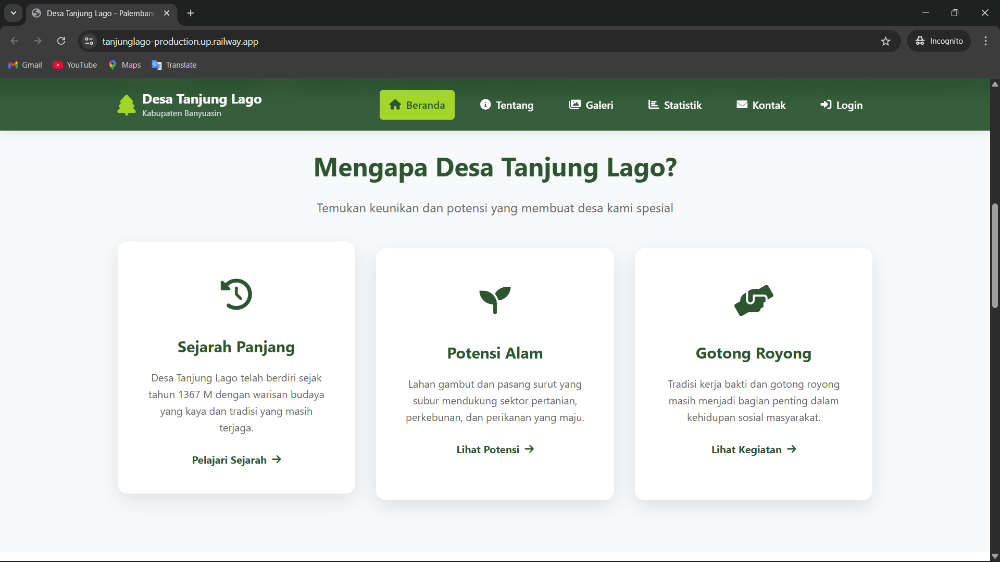 Desa Tanjung Lago - Palembang
tanjunglago-production.up.railway.app
Incognito
Gmail
YouTube
Maps
Translate
Desa Tanjung Lago
Kabupaten Banyuasin
Beranda
Tentang
Galeri
Statistik
Kontak
Login
Mengapa Desa Tanjung Lago?
Temukan keunikan dan potensi yang membuat desa kami spesial
Sejarah Panjang
Desa Tanjung Lago telah berdiri sejak
tahun 1367 M dengan warisan budaya
yang kaya dan tradisi yang masih
terjaga.
Pelajari Sejarah
Potensi Alam
Lahan gambut dan pasang surut yang
subur mendukung sektor pertanian,
perkebunan, dan perikanan yang maju.
Lihat Potensi
Gotong Royong
Tradisi kerja bakti dan gotong royong
masih menjadi bagian penting dalam
kehidupan sosial masyarakat.
Lihat Kegiatan